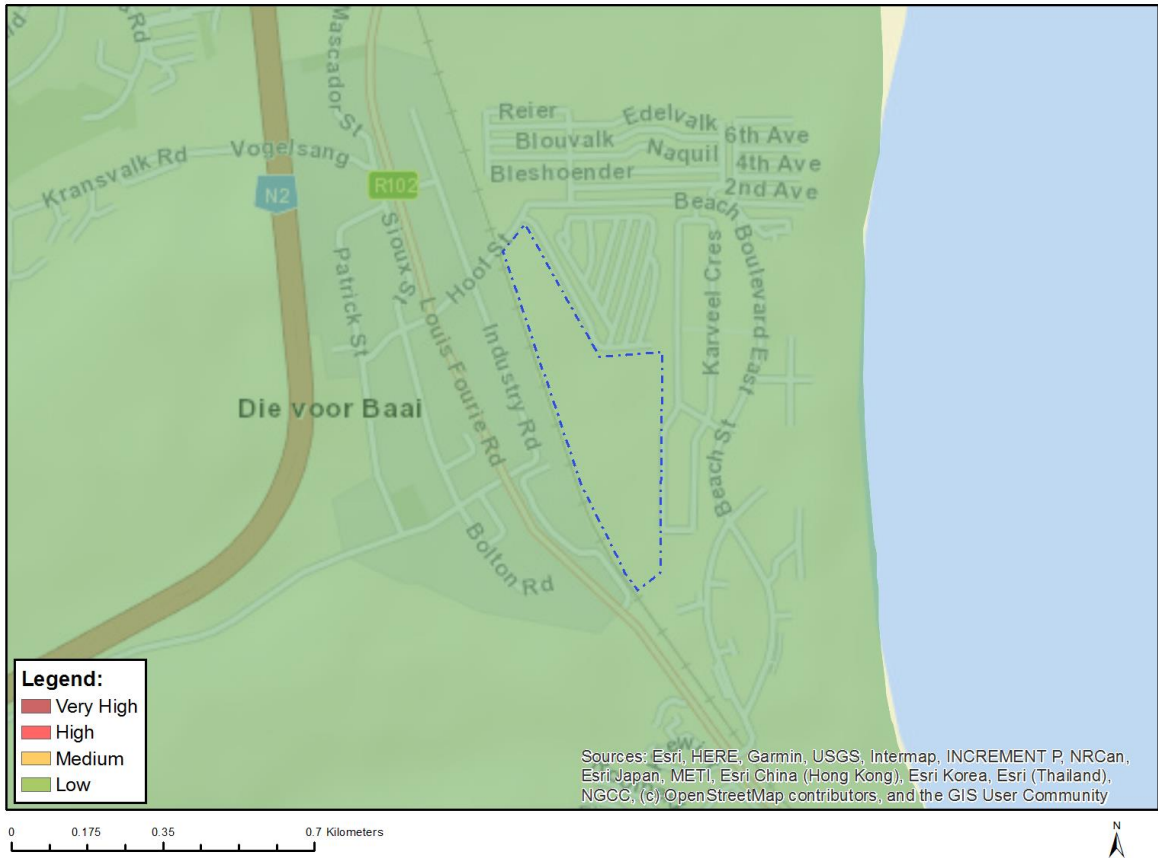 Rd
Rd
Mascador St
Reier
Edelvalk
6th Ave
Blouvalk
Naquil
4th Ave
Vogelsang
Kransvalk Rd
Bleshoender
2nd Ave
R102
N2
Beach Boulevard East
Sioux St
Hoof St
Patrick St
Karveel Cres
Louis Fourie Rd
Industry Rd
Die voor Baai
Beach St
Bolton Rd
Legend:
Very High
High
Medium
Low
Sources: Esri, HERE, Garmin, USGS, Intermap, INCREMENT P, NRCan,
Esri Japan, METI, Esri China (Hong Kong), Esri Korea, Esri (Thailand),
NGCC, (c) OpenStreetMap contributors, and the GIS User Community
0 0.175 0.35 0.7 Kilometers
N